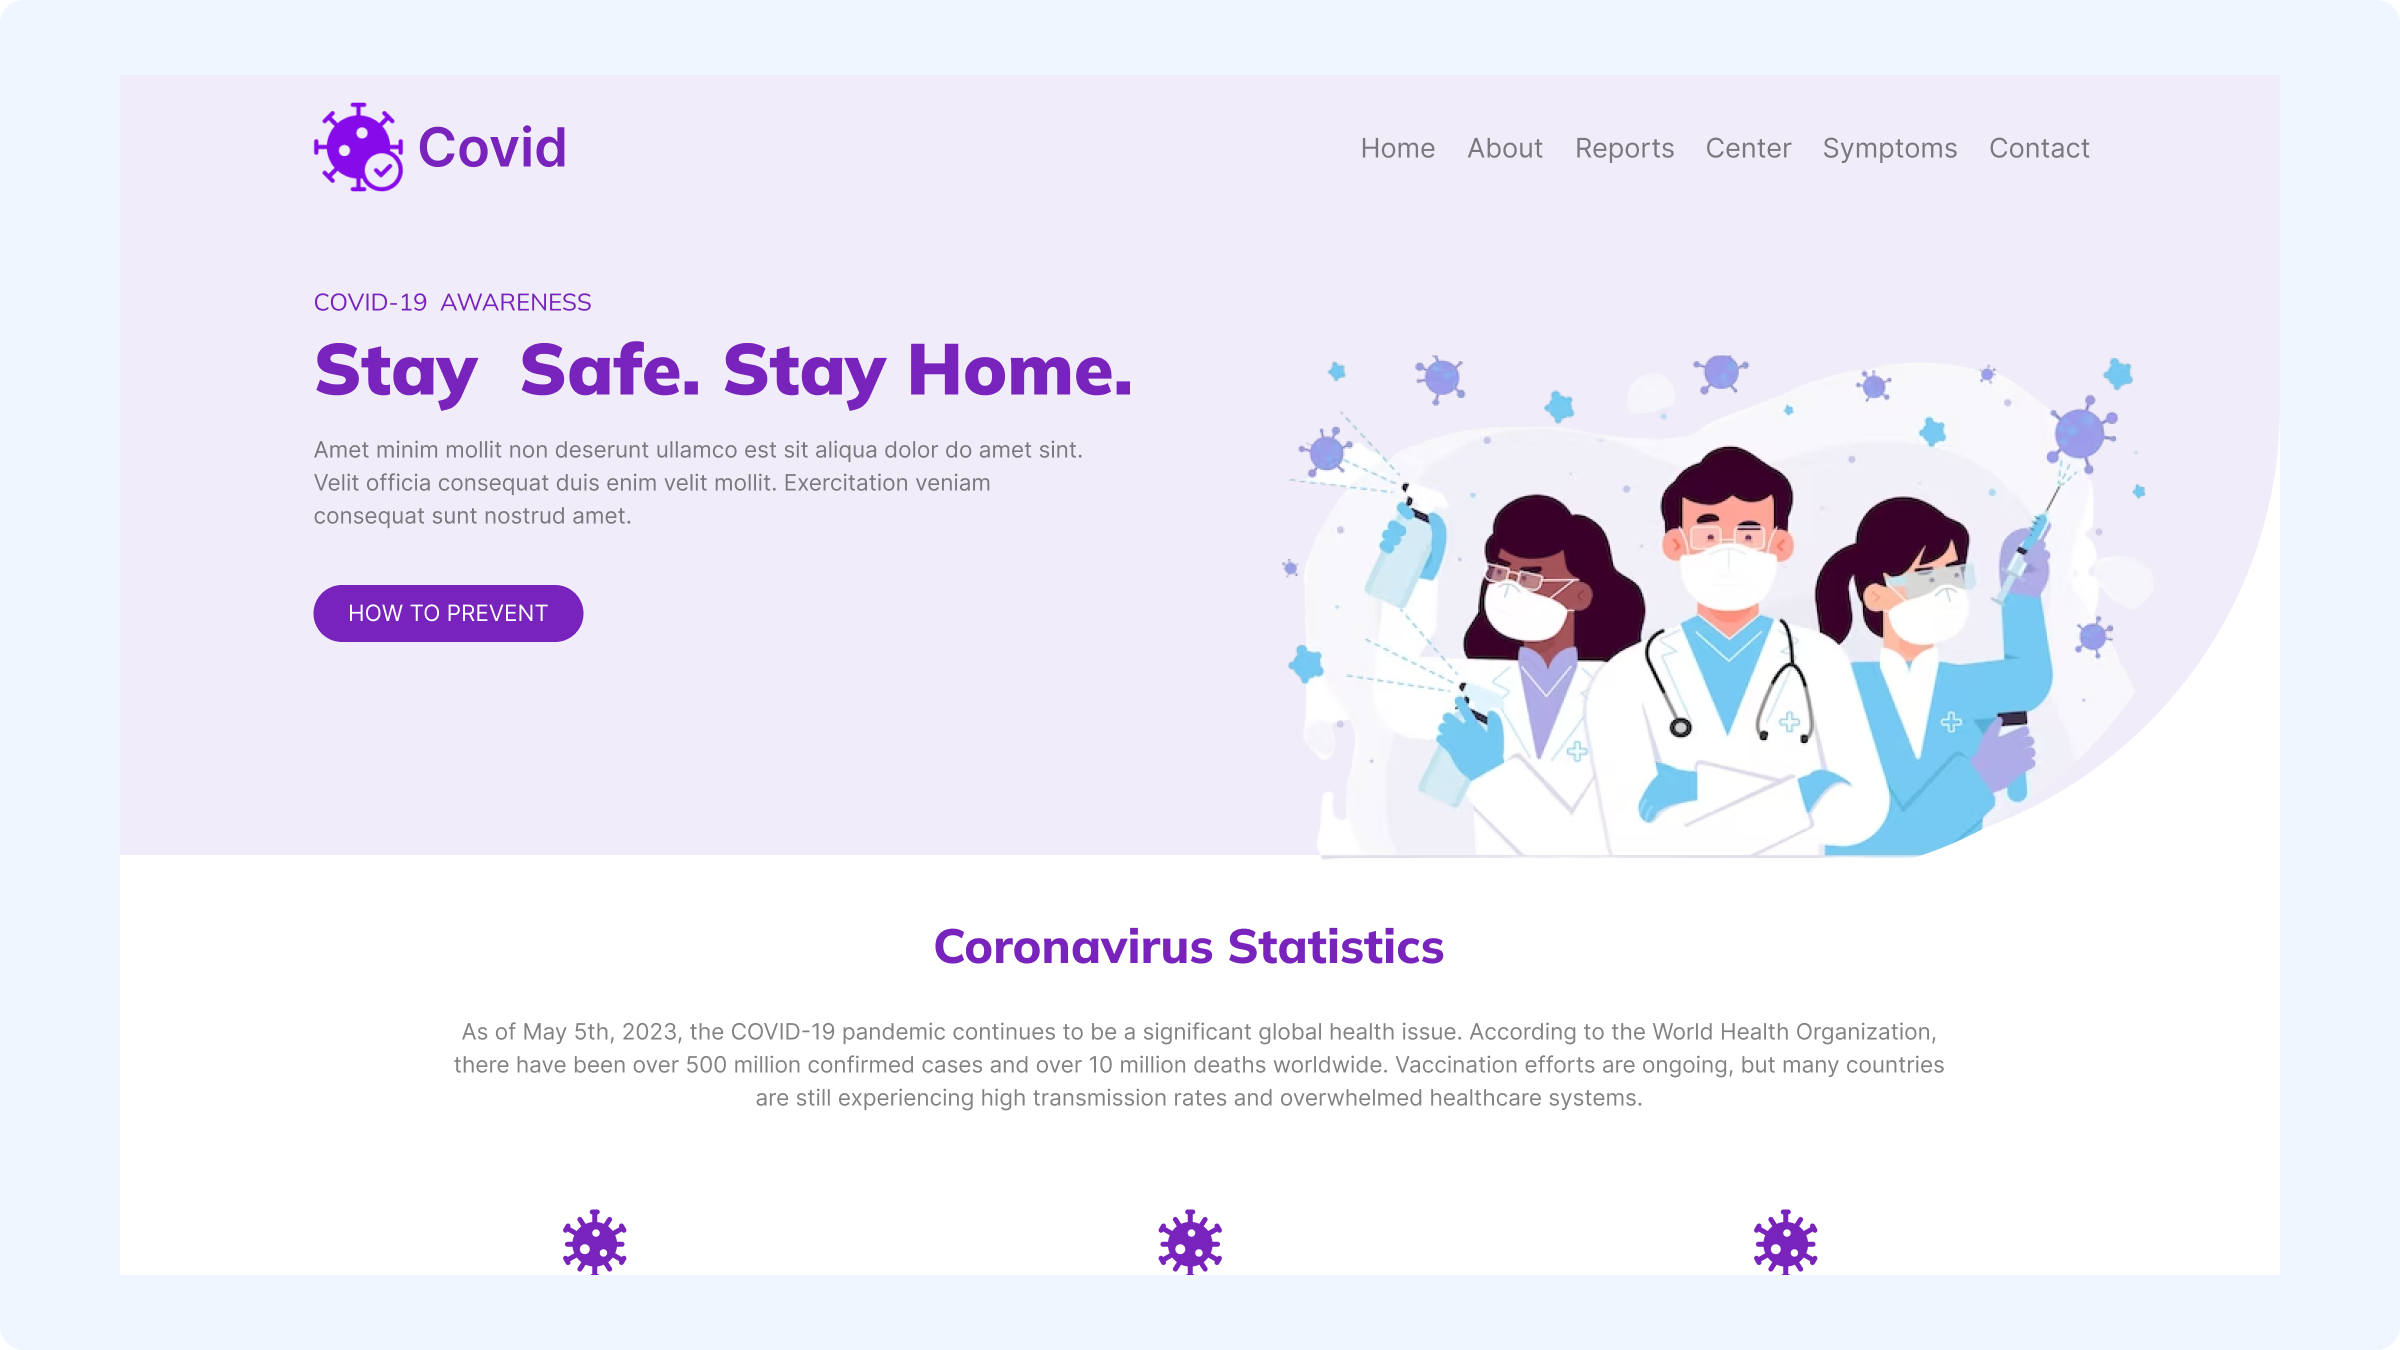 Covid
Home About Reports Center Symptoms Contact
COVID-19 AWARENESS
Stay Safe. Stay Home.
Amet minim mollit non deserunt ullamco est sit aliqua dolor do amet sint.
Velit officia consequat duis enim velit mollit. Exercitation veniam
consequat sunt nostrud amet.
HOW TO PREVENT
Coronavirus Statistics
As of May 5th, 2023, the COVID-19 pandemic continues to be a significant global health issue. According to the World Health Organization,
there have been over 500 million confirmed cases and over 10 million deaths worldwide. Vaccination efforts are ongoing, but many countries
are still experiencing high transmission rates and overwhelmed healthcare systems.